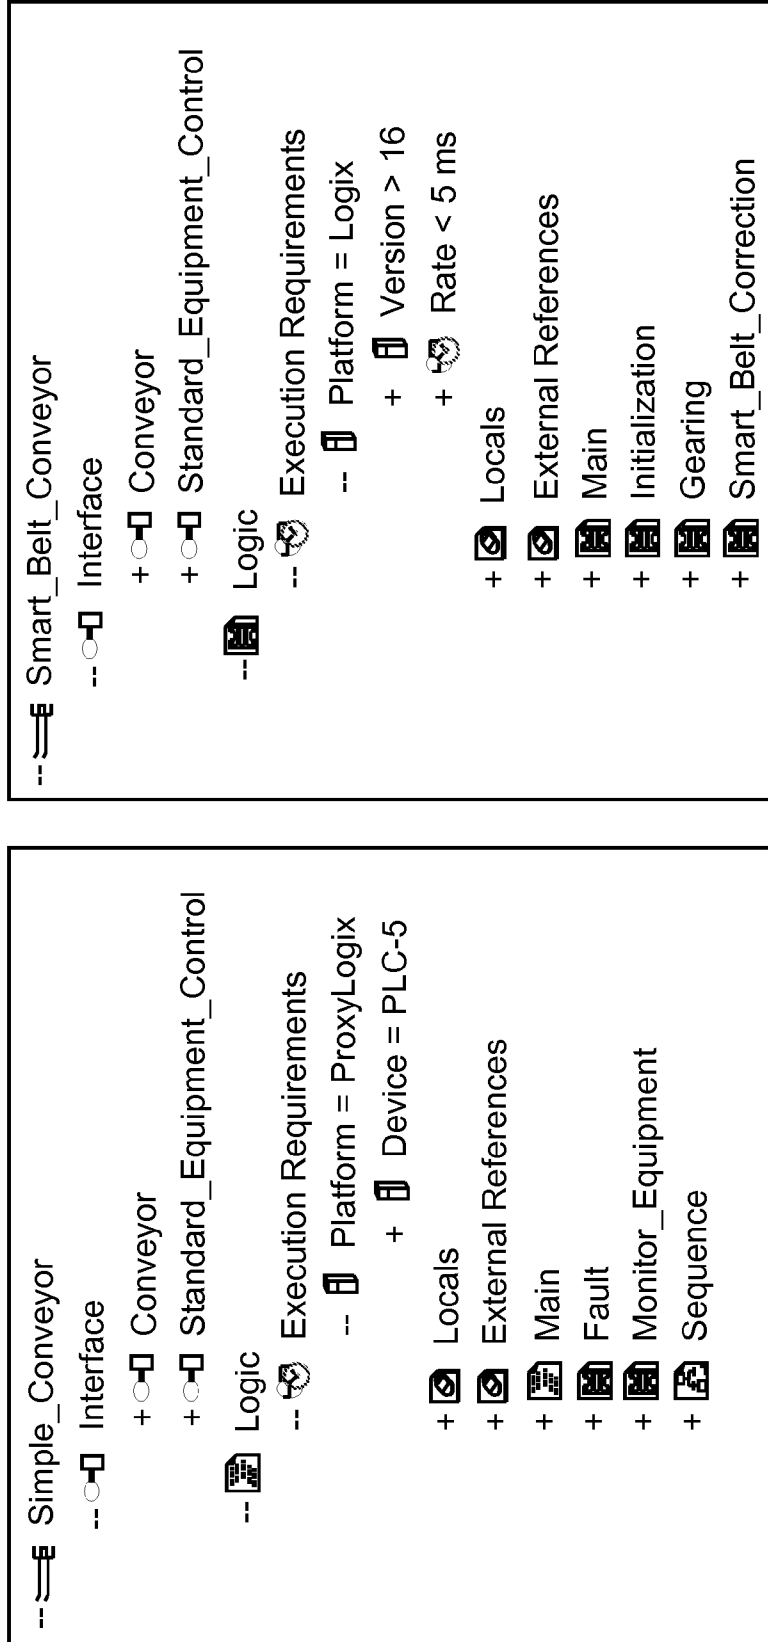 -- Simple_Conveyor
-- Interface
+ Conveyor
+ Standard_Equipment_Control
-- Logic
-- Execution Requirements
-- Platform = ProxyLogix
+ Device = PLC-5
+ Locals
+ External References
+ Main
+ Fault
+ Monitor_Equipment
+ Sequence
-- Smart_Belt_Conveyor
-- Interface
+ Conveyor
+ Standard_Equipment_Control
-- Logic
-- Execution Requirements
-- Platform = Logix
+ Version > 16
+ Rate < 5 ms
+ Locals
+ External References
+ Main
+ Initialization
+ Gearing
+ Smart_Belt_Correction